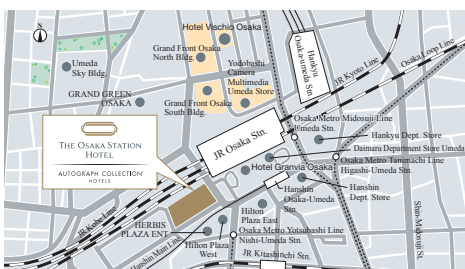 Hotel Vischio Osaka
Grand Front Osaka
North Bldg.
Umeda
Sky Bldg.
Yodobashi
Camera
Multimedia
Umeda Store
Hankyu
Osaka-umeda Stn.
JR Kyoto Line
Osaka Loop Line
GRAND GREEN
OSAKA
Grand Front Osaka
South Bldg.
Osaka Metro Midosuji Line
Umeda Stn.
THE OSAKA STATION
HOTEL
AUTOGRAPH COLLECTION®
HOTELS
JR Osaka Stn.
Hankyu Dept. Store
Daimaru Department Store Umeda
Hotel Granvia Osaka
Osaka Metro Tanimachi Line
Higashi-Umeda Stn.
Hanshin
Osaka-Umeda
Stn.
Hanshin
Dept. Store
JR Kobe Line
HERBIS
PLAZA ENT
Hilton
Plaza East
Hanshin Main Line
Hilton Plaza
West
Osaka Metro Yotsubashi Line
Nishi-Umeda Stn.
JR Kitashinchi Stn.
Shin-Midosuji St.